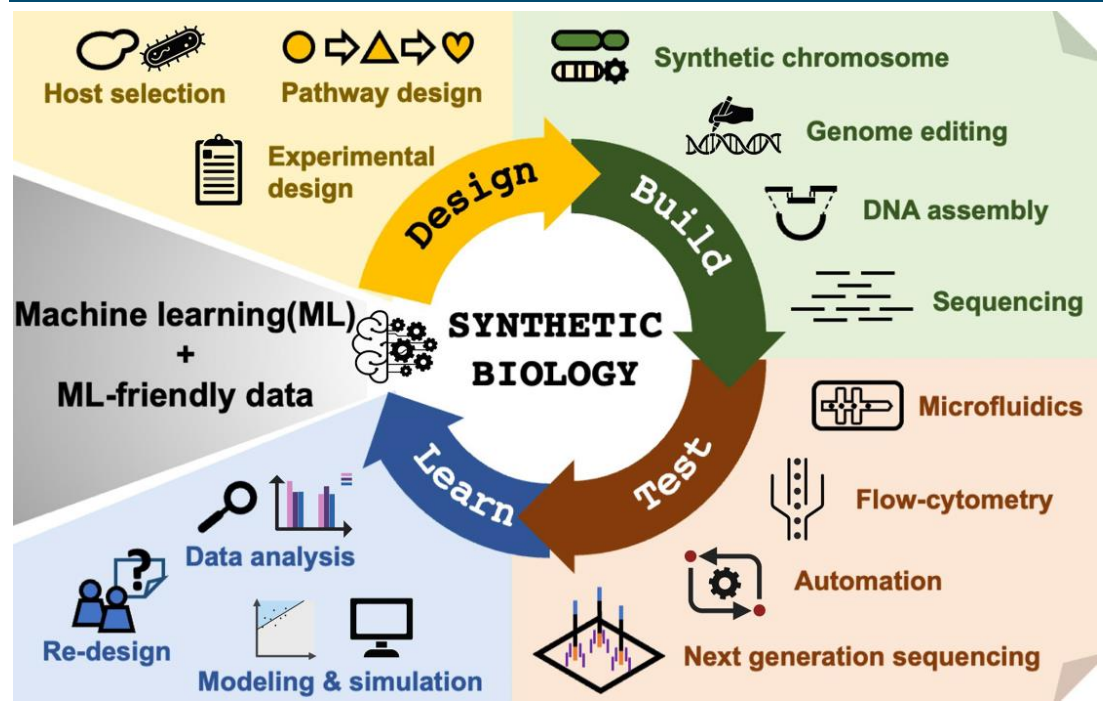 Host selection
Pathway design
Experimental
design
Synthetic chromosome
Genome editing
DNA assembly
Sequencing
Design
Build
Test
Learn
SYNTHETIC
BIOLOGY
Machine learning(ML)
+
ML-friendly data
Microfluidics
Flow-cytometry
Automation
Next generation sequencing
Data analysis
?
Re-design
Modeling & simulation